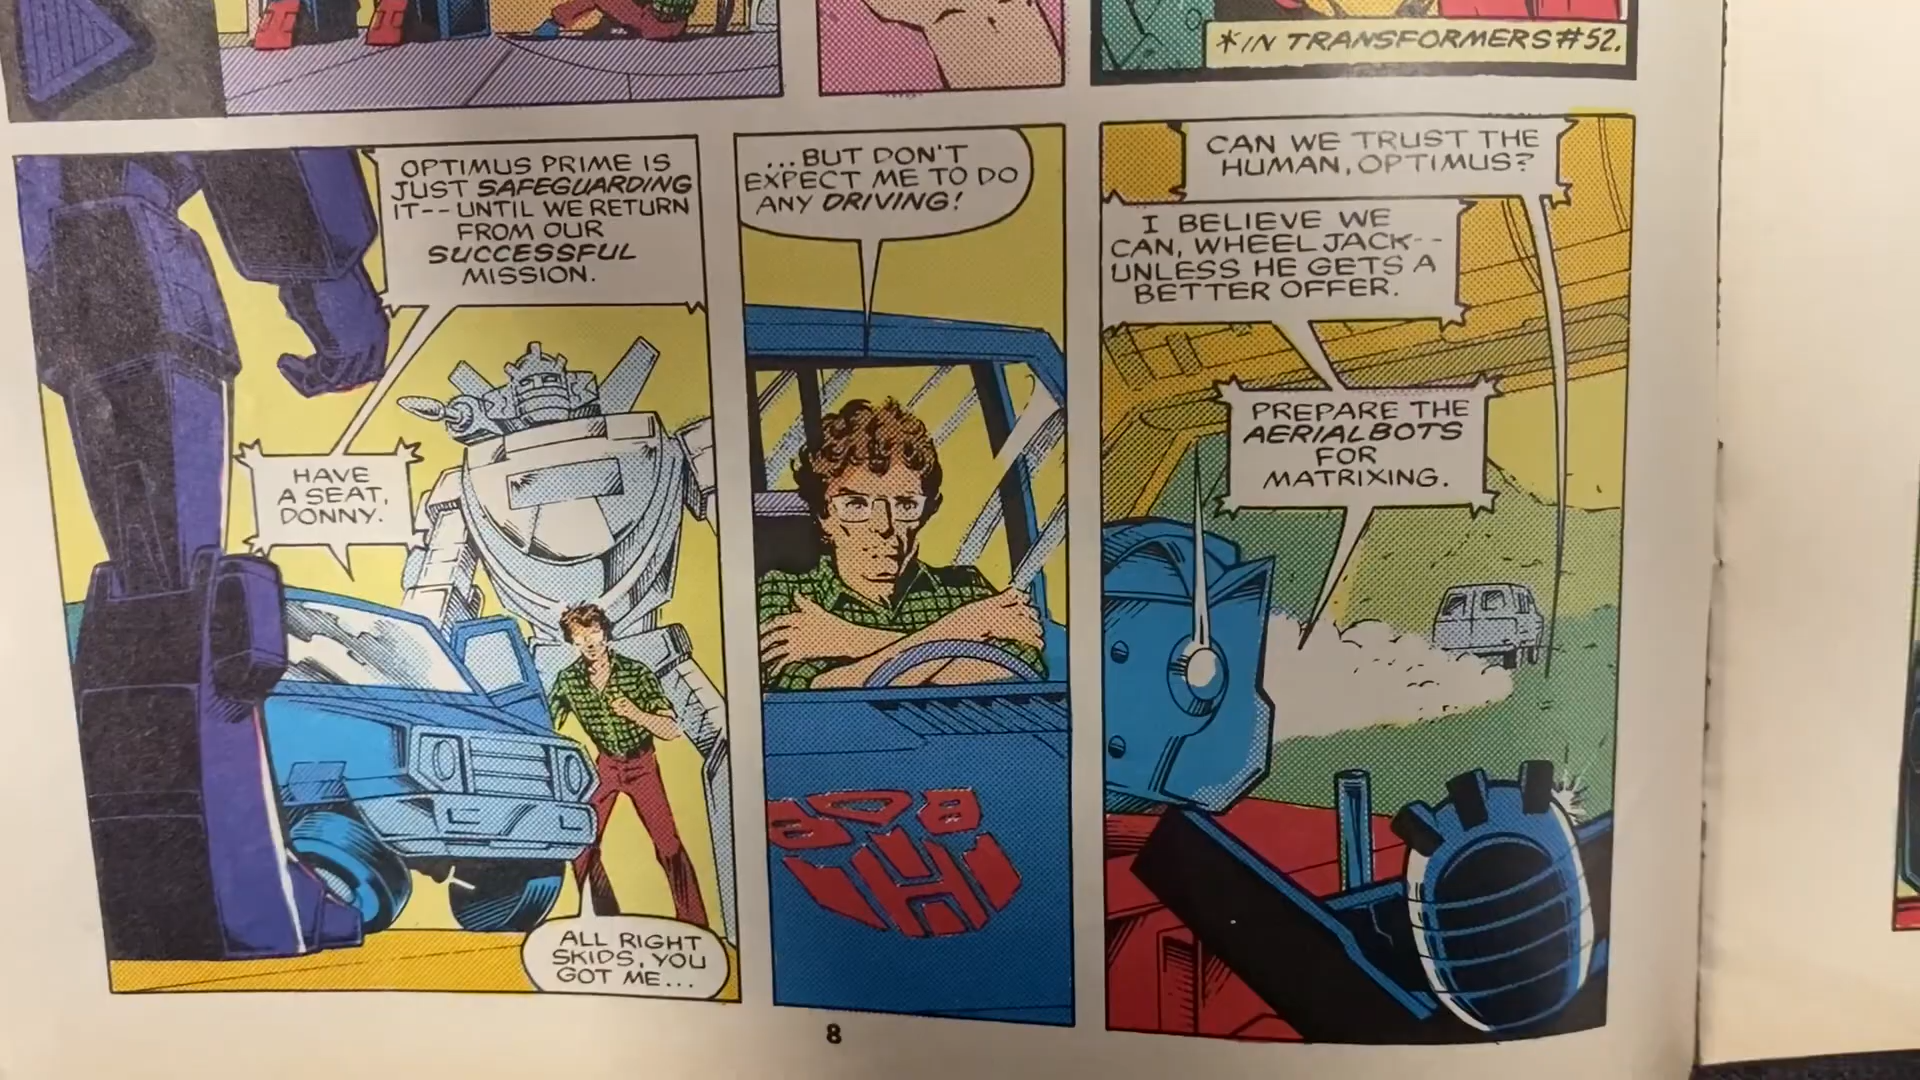 *IN TRANSFORMERS #52.
OPTIMUS PRIME IS
JUST SAFEGUARDING
IT--UNTIL WE RETURN
FROM OUR
SUCCESSFUL
MISSION.
HAVE
A SEAT,
DONNY.
ALL RIGHT
SKIDS, YOU
GOT ME...
...BUT DON'T
EXPECT ME TO DO
ANY DRIVING!
CAN WE TRUST THE
HUMAN, OPTIMUS?
I BELIEVE WE
CAN, WHEEL JACK--
UNLESS HE GETS A
BETTER OFFER.
PREPARE THE
AERIALBOTS
FOR
MATRIXING.
8